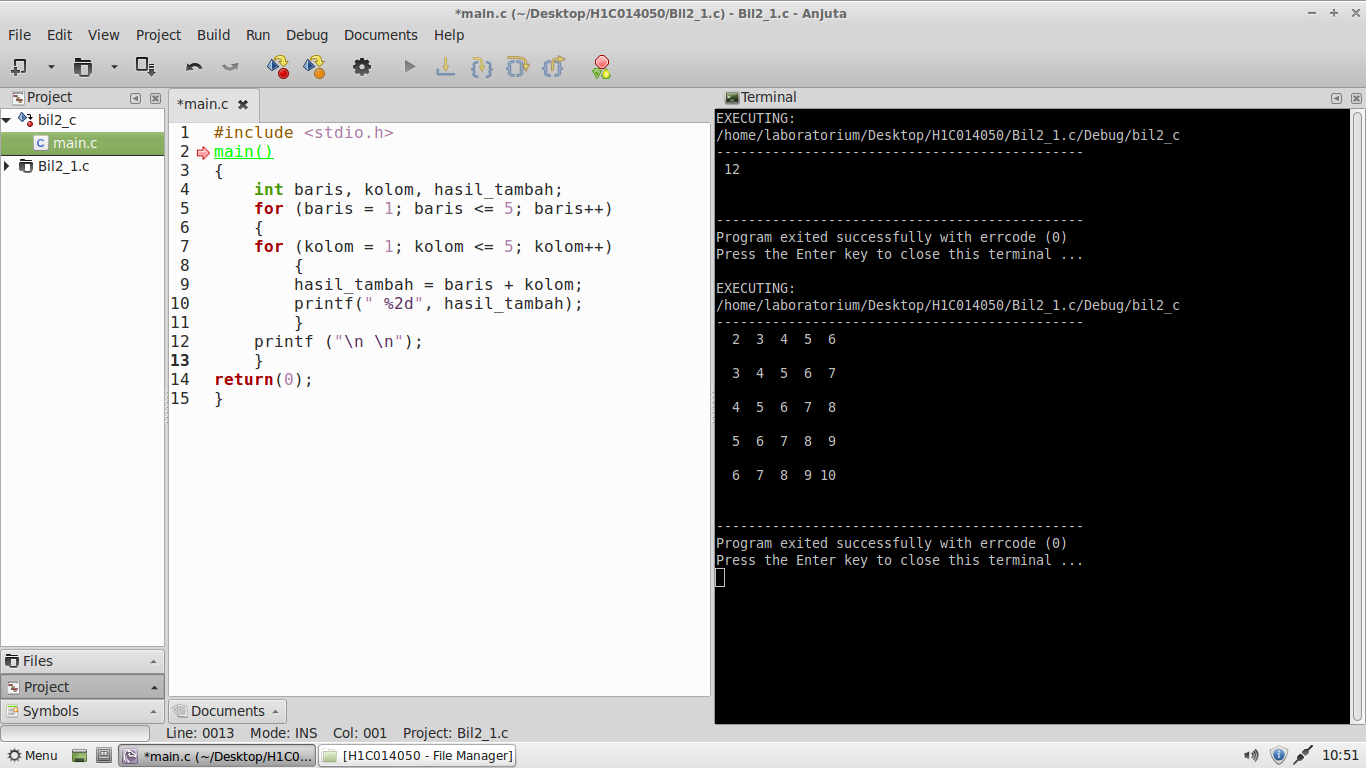 *main.c (~/Desktop/H1C014050/Bil2_1.c) - Bil2_1.c - Anjuta
File Edit View Project Build Run Debug Documents Help
Project
bil2_c
C main.c
Bil2_1.c
Files
Project
Symbols
*main.c
1 #include <stdio.h>
2 main()
3 {
4     int baris, kolom, hasil_tambah;
5     for (baris = 1; baris <= 5; baris++)
6     {
7     for (kolom = 1; kolom <= 5; kolom++)
8         {
9         hasil_tambah = baris + kolom;
10         printf(" %2d", hasil_tambah);
11         }
12     printf ("\n \n");
13     }
14 return(0);
15 }
Documents
Terminal
EXECUTING:
/home/laboratorium/Desktop/H1C014050/Bil2_1.c/Debug/bil2_c
----------------------------------------------
 12
----------------------------------------------
Program exited successfully with errcode (0)
Press the Enter key to close this terminal ...
EXECUTING:
/home/laboratorium/Desktop/H1C014050/Bil2_1.c/Debug/bil2_c
----------------------------------------------
  2  3  4  5  6
  3  4  5  6  7
  4  5  6  7  8
  5  6  7  8  9
  6  7  8  9 10
----------------------------------------------
Program exited successfully with errcode (0)
Press the Enter key to close this terminal ...
Line: 0013 Mode: INS Col: 001 Project: Bil2_1.c
Menu *main.c (~/Desktop/H1C0... [H1C014050 - File Manager] 10:51